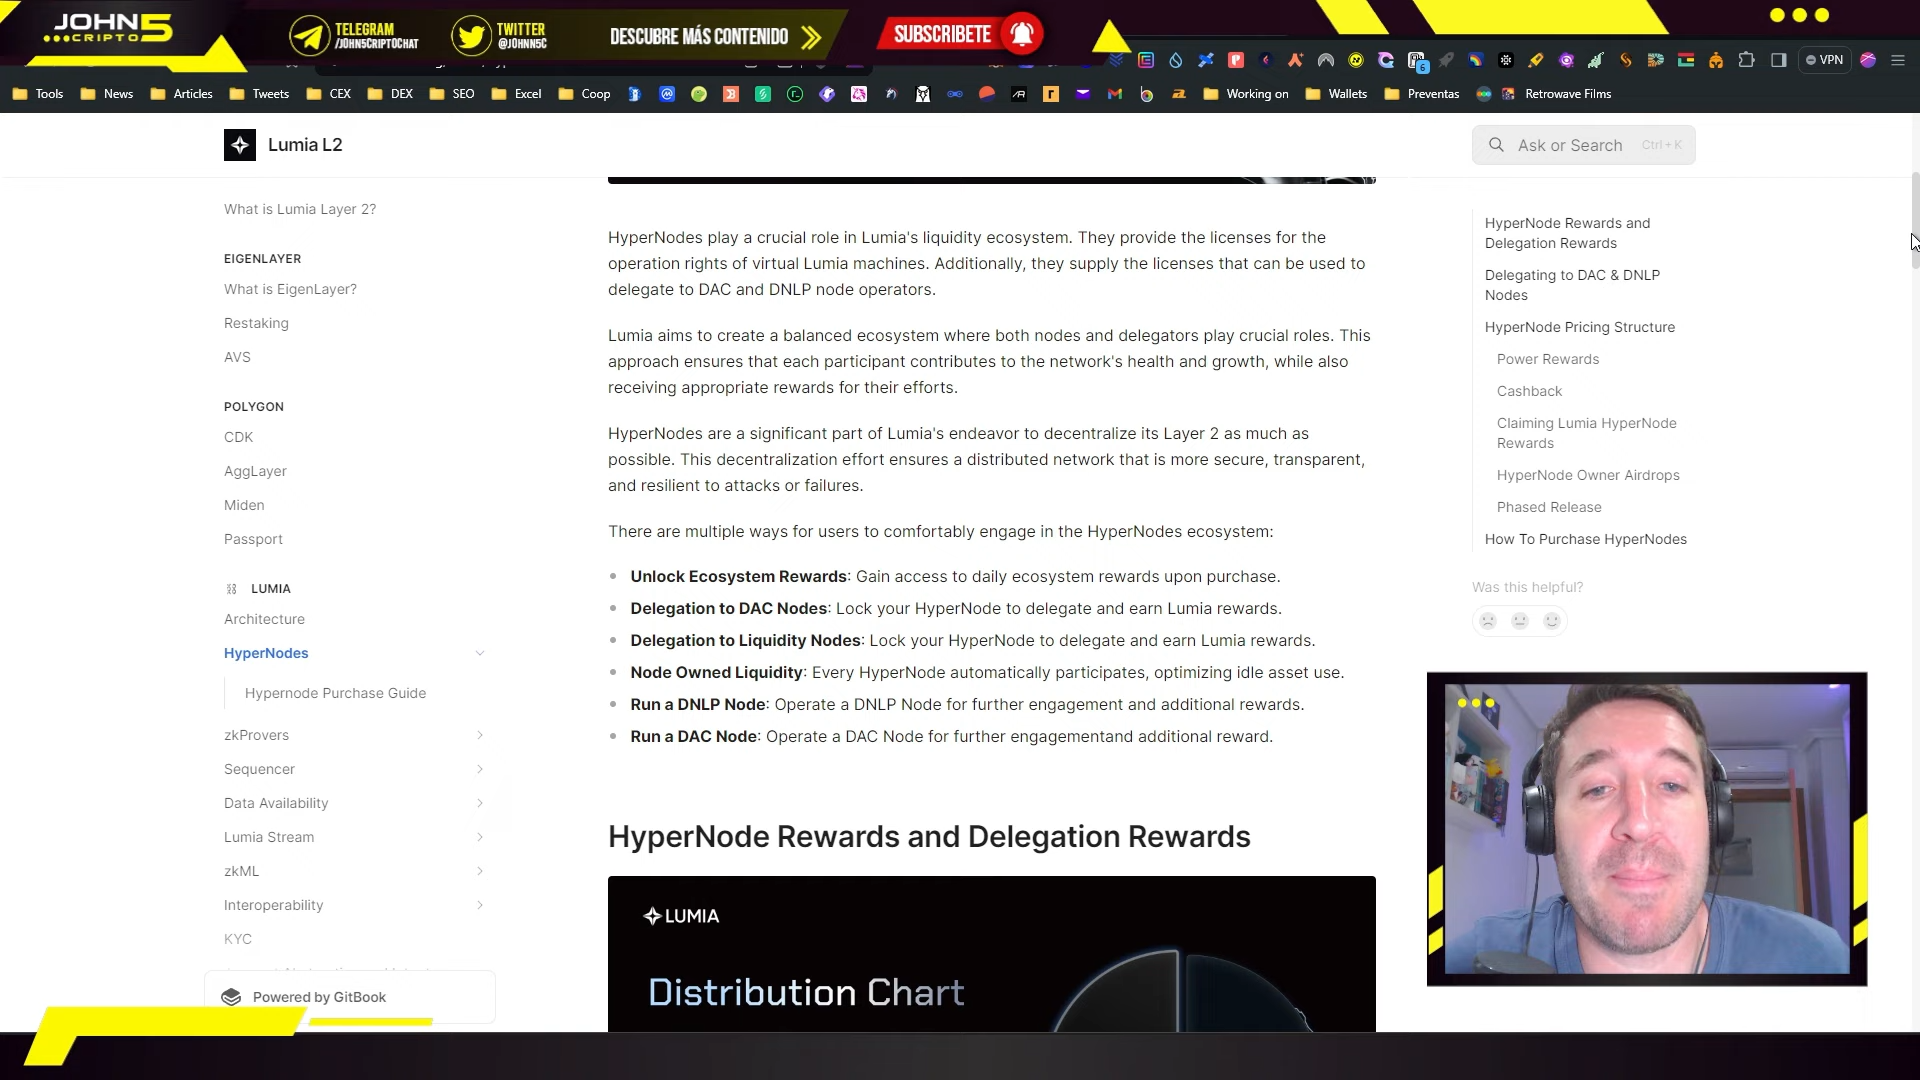 JOHN 5
CRIPTO
TELEGRAM
/JOHN5CRIPTOCHAT
TWITTER
@JOHNN5C
DESCUBRE MÁS CONTENIDO
SUBSCRIBETE
6
VPN
Tools
News
Articles
Tweets
CEX
DEX
SEO
Excel
Coop
Working on
Wallets
Preventas
Retrowave Films
Lumia L2
Ask or Search
Ctrl + K
What is Lumia Layer 2?
EIGENLAYER
What is EigenLayer?
Restaking
AVS
POLYGON
CDK
AggLayer
Miden
Passport
LUMIA
Architecture
HyperNodes
Hypernode Purchase Guide
zkProvers
Sequencer
Data Availability
Lumia Stream
zkML
Interoperability
KYC
Powered by GitBook
HyperNodes play a crucial role in Lumia's liquidity ecosystem. They provide the licenses for the
operation rights of virtual Lumia machines. Additionally, they supply the licenses that can be used to
delegate to DAC and DNLP node operators.
Lumia aims to create a balanced ecosystem where both nodes and delegators play crucial roles. This
approach ensures that each participant contributes to the network's health and growth, while also
receiving appropriate rewards for their efforts.
HyperNodes are a significant part of Lumia's endeavor to decentralize its Layer 2 as much as
possible. This decentralization effort ensures a distributed network that is more secure, transparent,
and resilient to attacks or failures.
There are multiple ways for users to comfortably engage in the HyperNodes ecosystem:
• Unlock Ecosystem Rewards: Gain access to daily ecosystem rewards upon purchase.
• Delegation to DAC Nodes: Lock your HyperNode to delegate and earn Lumia rewards.
• Delegation to Liquidity Nodes: Lock your HyperNode to delegate and earn Lumia rewards.
• Node Owned Liquidity: Every HyperNode automatically participates, optimizing idle asset use.
• Run a DNLP Node: Operate a DNLP Node for further engagement and additional rewards.
• Run a DAC Node: Operate a DAC Node for further engagementand additional reward.
HyperNode Rewards and Delegation Rewards
LUMIA
Distribution Chart
HyperNode Rewards and
Delegation Rewards
Delegating to DAC & DNLP
Nodes
HyperNode Pricing Structure
Power Rewards
Cashback
Claiming Lumia HyperNode
Rewards
HyperNode Owner Airdrops
Phased Release
How To Purchase HyperNodes
Was this helpful?